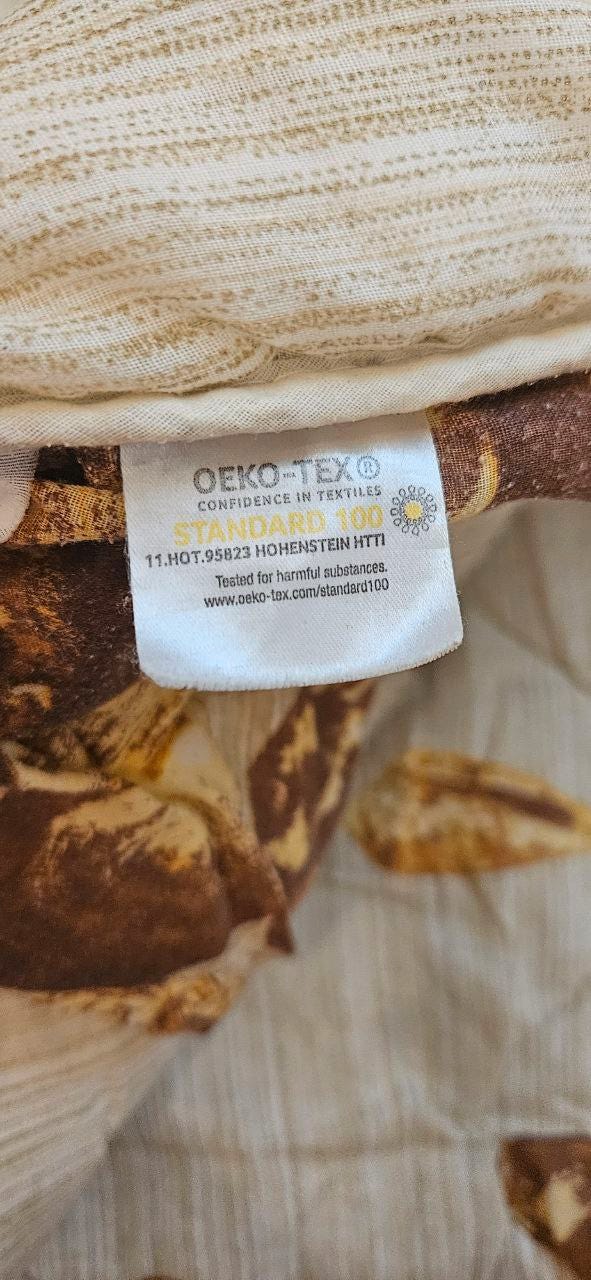 OEKO-TEX®
CONFIDENCE IN TEXTILES
STANDARD 100
11.HOT.95823 HOHENSTEIN HTTI
Tested for harmful substances.
www.oeko-tex.com/standard100